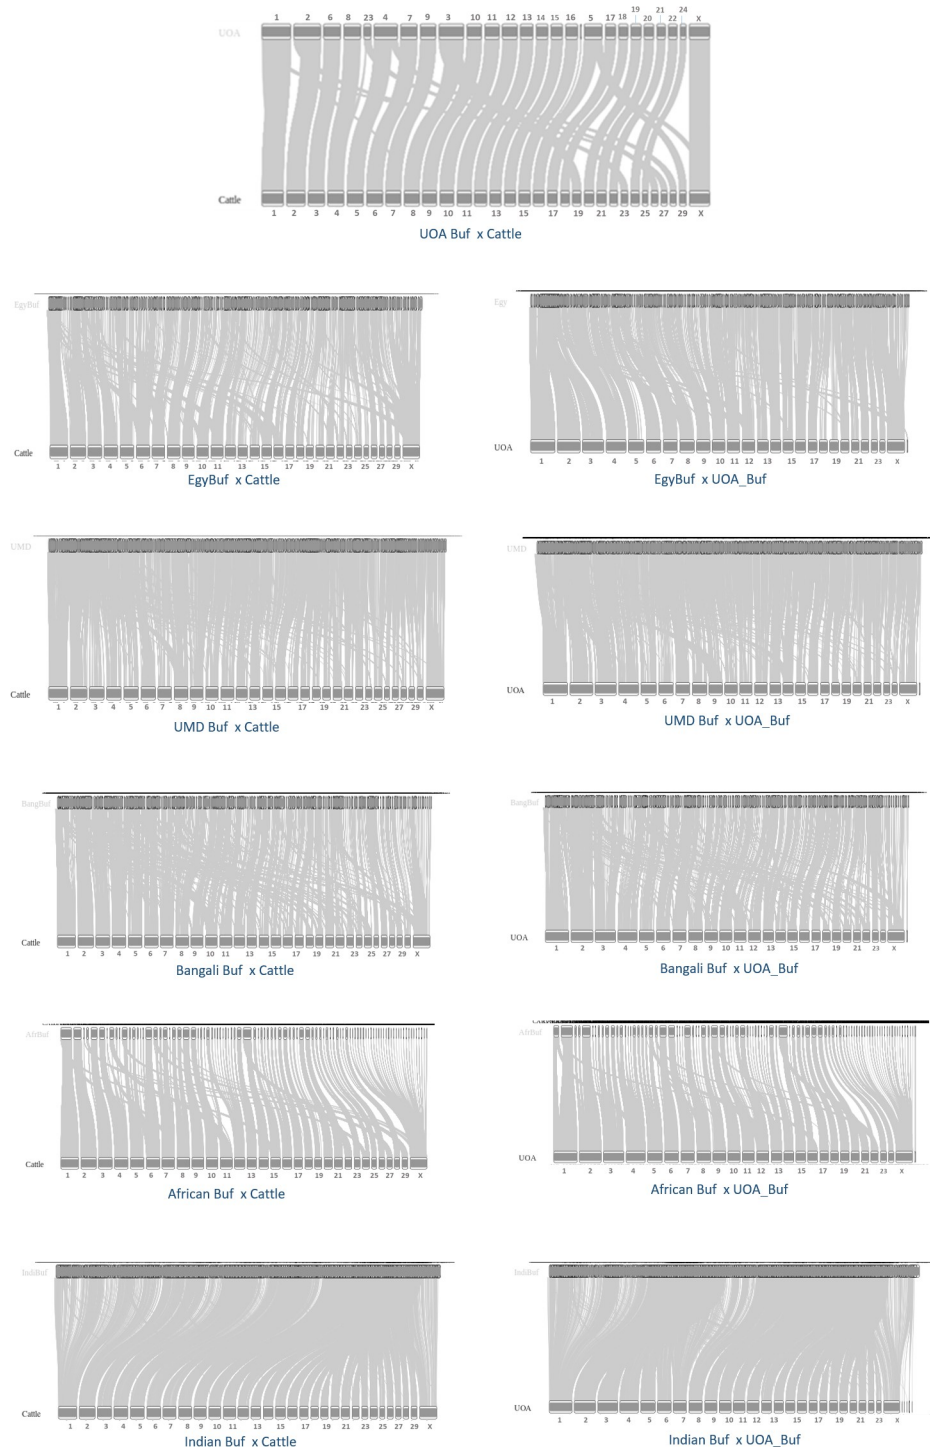 19 21 24
1 2 6 8 23 4 7 9 3 10 11 12 13 14 15 16 5 17 18 20 22 X
UOA
Cattle
1 2 3 4 5 6 7 8 9 10 11 13 15 17 19 21 23 25 27 29 X
UOA Buf x Cattle
EgyBuf
Cattle
1 2 3 4 5 6 7 8 9 10 11 13 15 17 19 21 23 25 27 29 X
EgyBuf x Cattle
Egy
UOA
1 2 3 4 5 6 7 8 9 10 11 12 13 15 17 19 21 23 X
EgyBuf x UOA_Buf
UMD
Cattle
1 2 3 4 5 6 7 8 9 10 11 13 15 17 19 21 23 25 27 29 X
UMD Buf x Cattle
UMD
UOA
1 2 3 4 5 6 7 8 9 10 11 12 13 15 17 19 21 23 X
UMD Buf x UOA_Buf
BangBuf
Cattle
1 2 3 4 5 6 7 8 9 10 11 13 15 17 19 21 23 25 27 29 X
Bangali Buf x Cattle
BangBuf
UOA
1 2 3 4 5 6 7 8 9 10 11 12 13 15 17 19 21 23 X
Bangali Buf x UOA_Buf
AfriBuf
Cattle
1 2 3 4 5 6 7 8 9 10 11 13 15 17 19 21 23 25 27 29 X
African Buf x Cattle
AfriBuf
UOA
1 2 3 4 5 6 7 8 9 10 11 12 13 15 17 19 21 23 X
African Buf x UOA_Buf
Cattle
1 2 3 4 5 6 7 8 9 10 11 13 15 17 19 21 23 25 27 29 X
Indian Buf x Cattle
UOA
1 2 3 4 5 6 7 8 9 10 11 12 13 15 17 19 21 23 X
Indian Buf x UOA_Buf